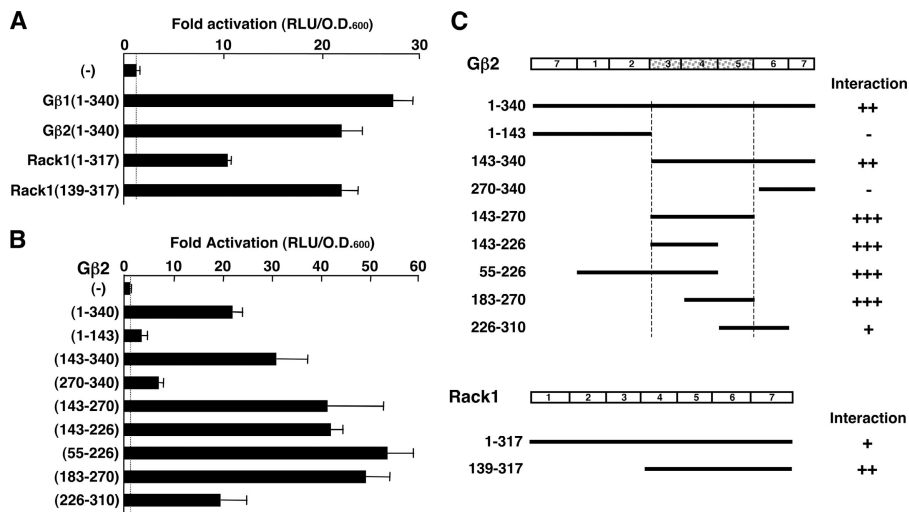 A
Fold activation (RLU/O.D.600)
0 10 20 30
(-)
Gβ1(1-340)
Gβ2(1-340)
Rack1(1-317)
Rack1(139-317)
B
Fold Activation (RLU/O.D.600)
Gβ2
0 10 20 30 40 50 60
(-)
(1-340)
(1-143)
(143-340)
(270-340)
(143-270)
(143-226)
(55-226)
(183-270)
(226-310)
C
Gβ2 7 1 2 3 4 5 6 7
Interaction
1-340 ++
1-143 -
143-340 ++
270-340 -
143-270 +++
143-226 +++
55-226 +++
183-270 +++
226-310 +
Rack1 1 2 3 4 5 6 7
Interaction
1-317 +
139-317 ++